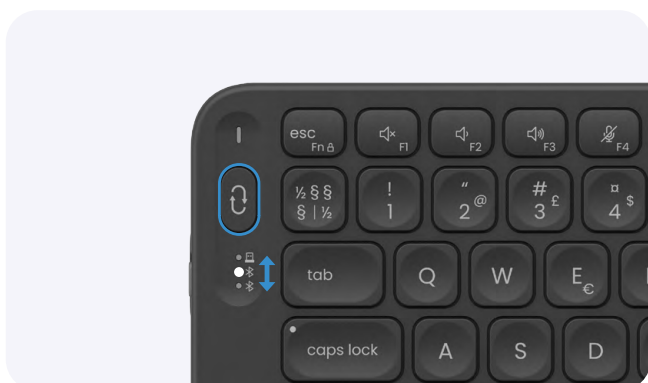 esc Fn F1 F2 F3 F4
½ § § ! " # ¤
§ | ½ 1 2 @ 3 £ 4 $
tab Q W E €
caps lock A S D